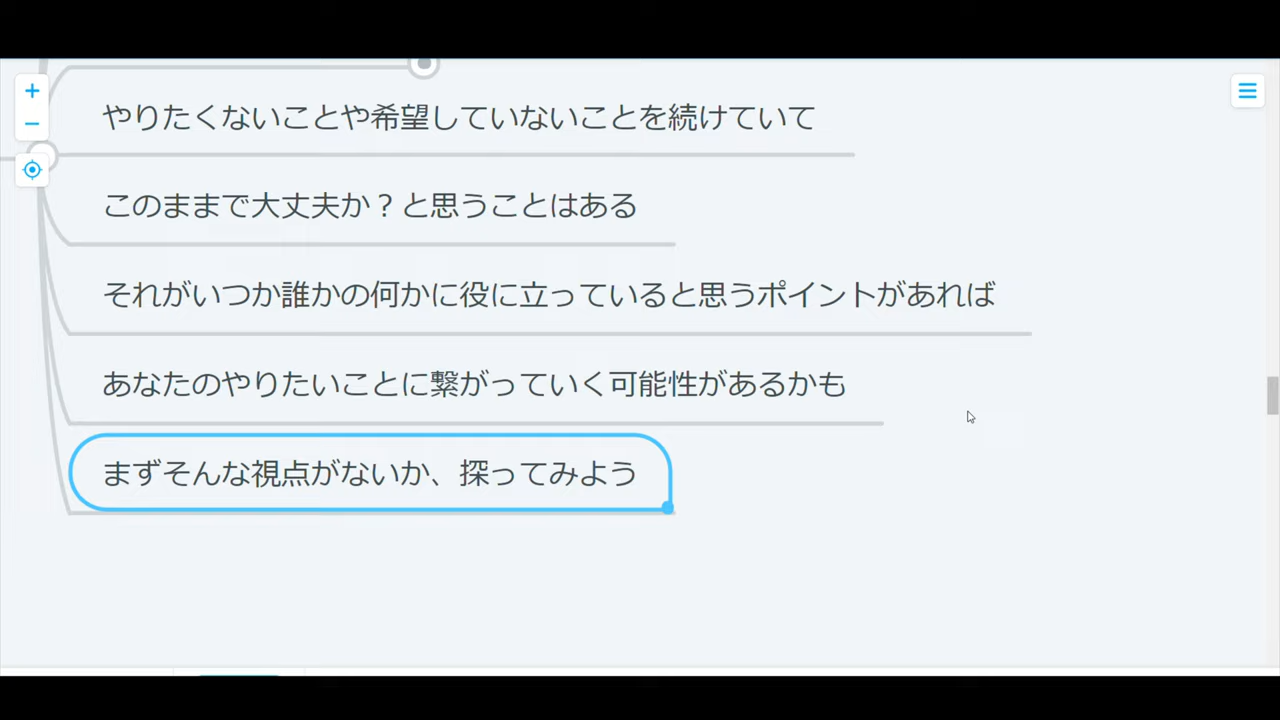 やりたくないことや希望していないことを続けていて
このままで大丈夫か？と思うことはある
それがいつか誰かの何かに役に立っていると思うポイントがあれば
あなたのやりたいことに繋がっていく可能性があるかも
まずそんな視点がないか、探ってみよう